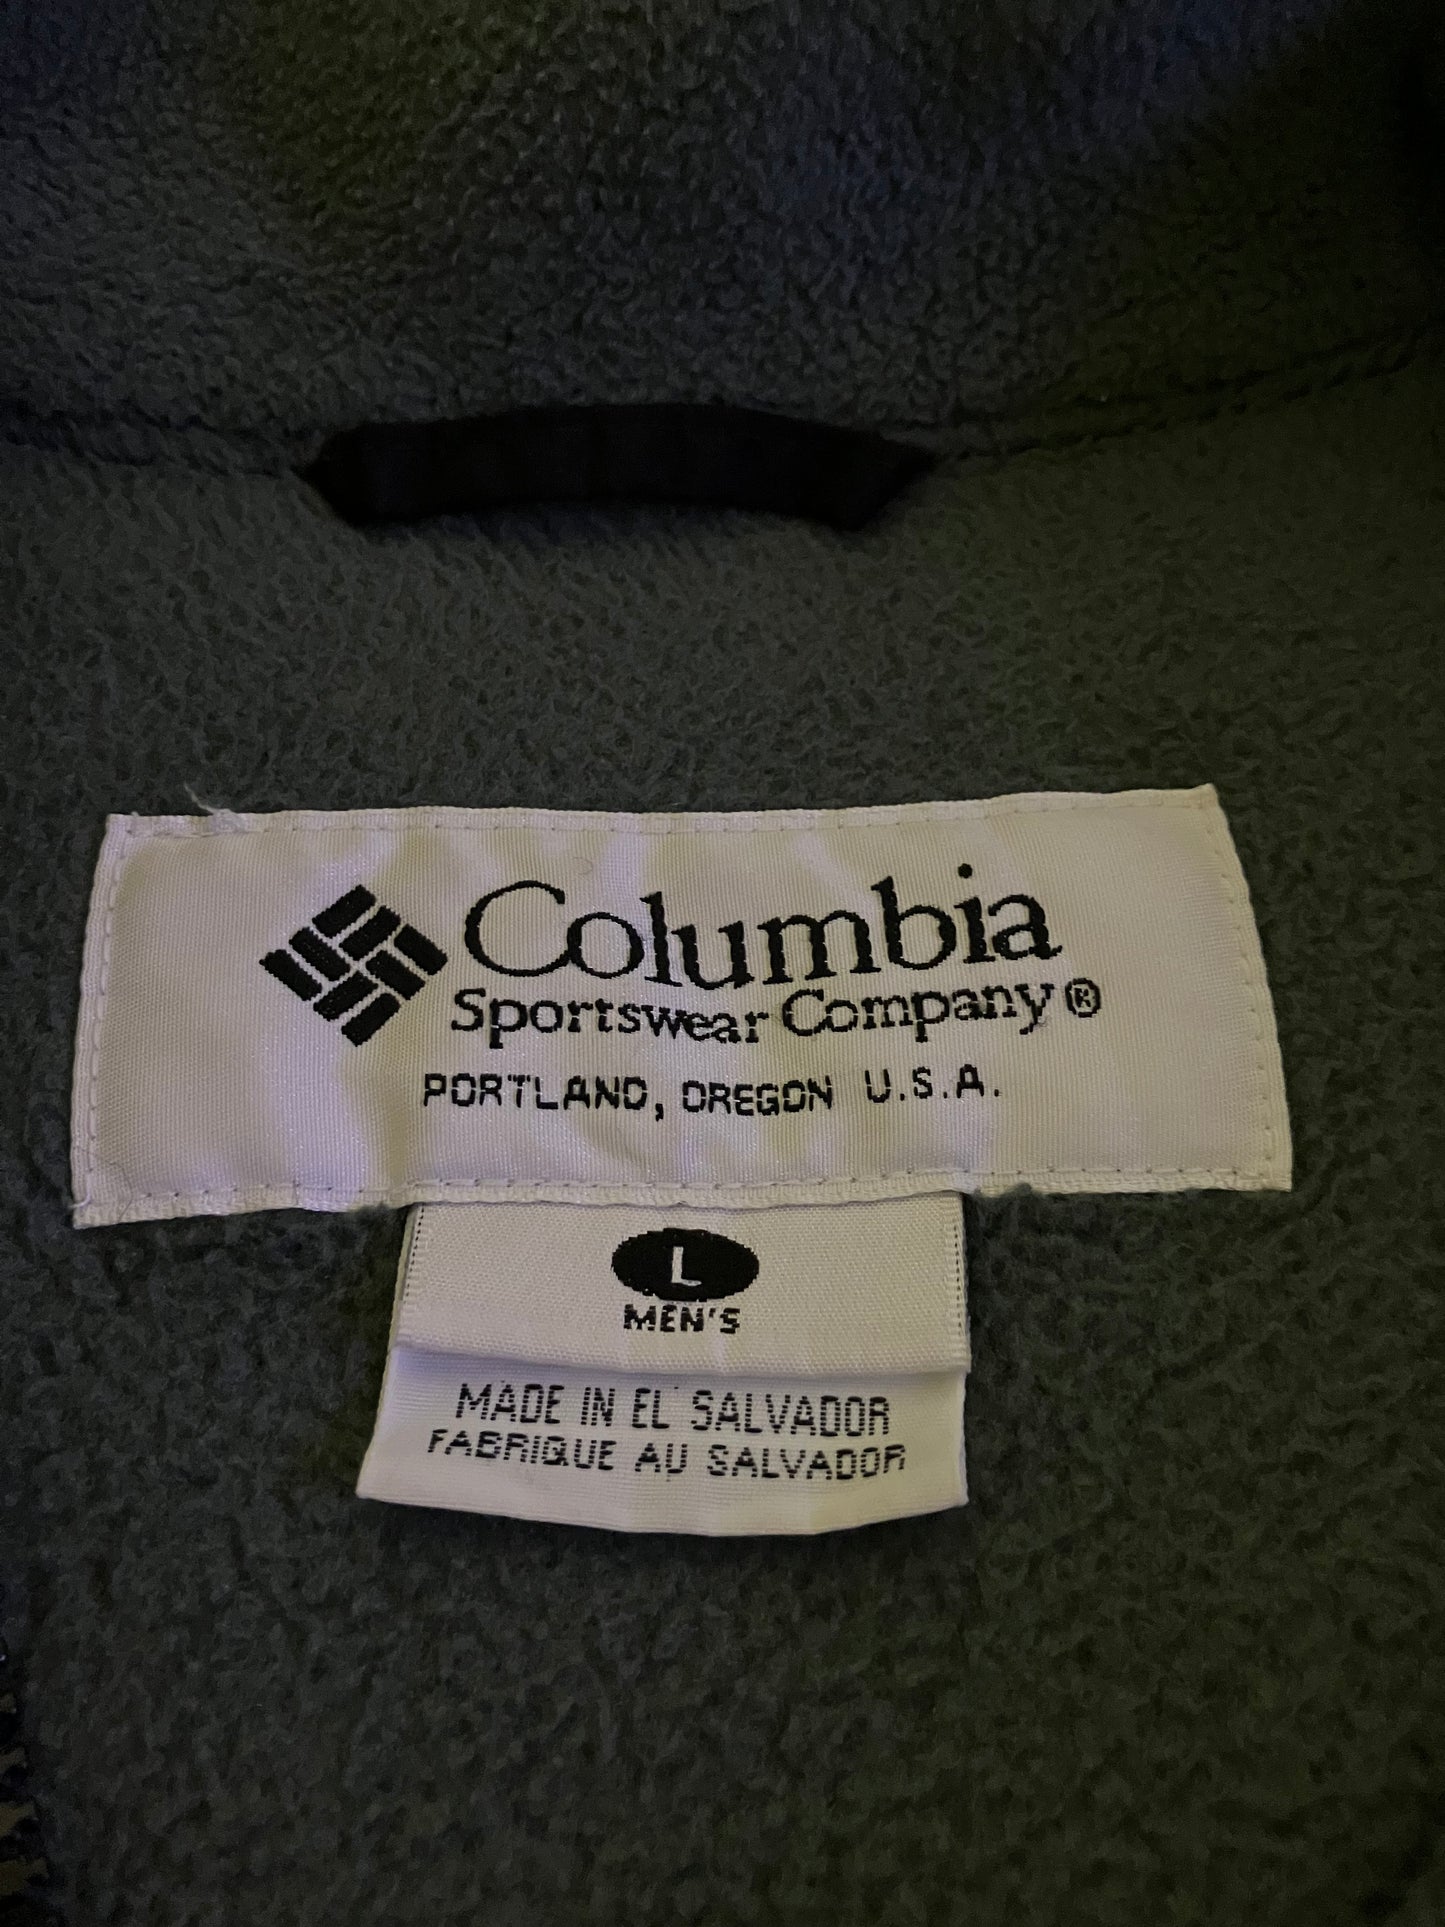 Columbia
Sportswear Company®
PORTLAND, OREGON U.S.A.
L
MEN'S
MADE IN EL SALVADOR
FABRIQUE AU SALVADOR